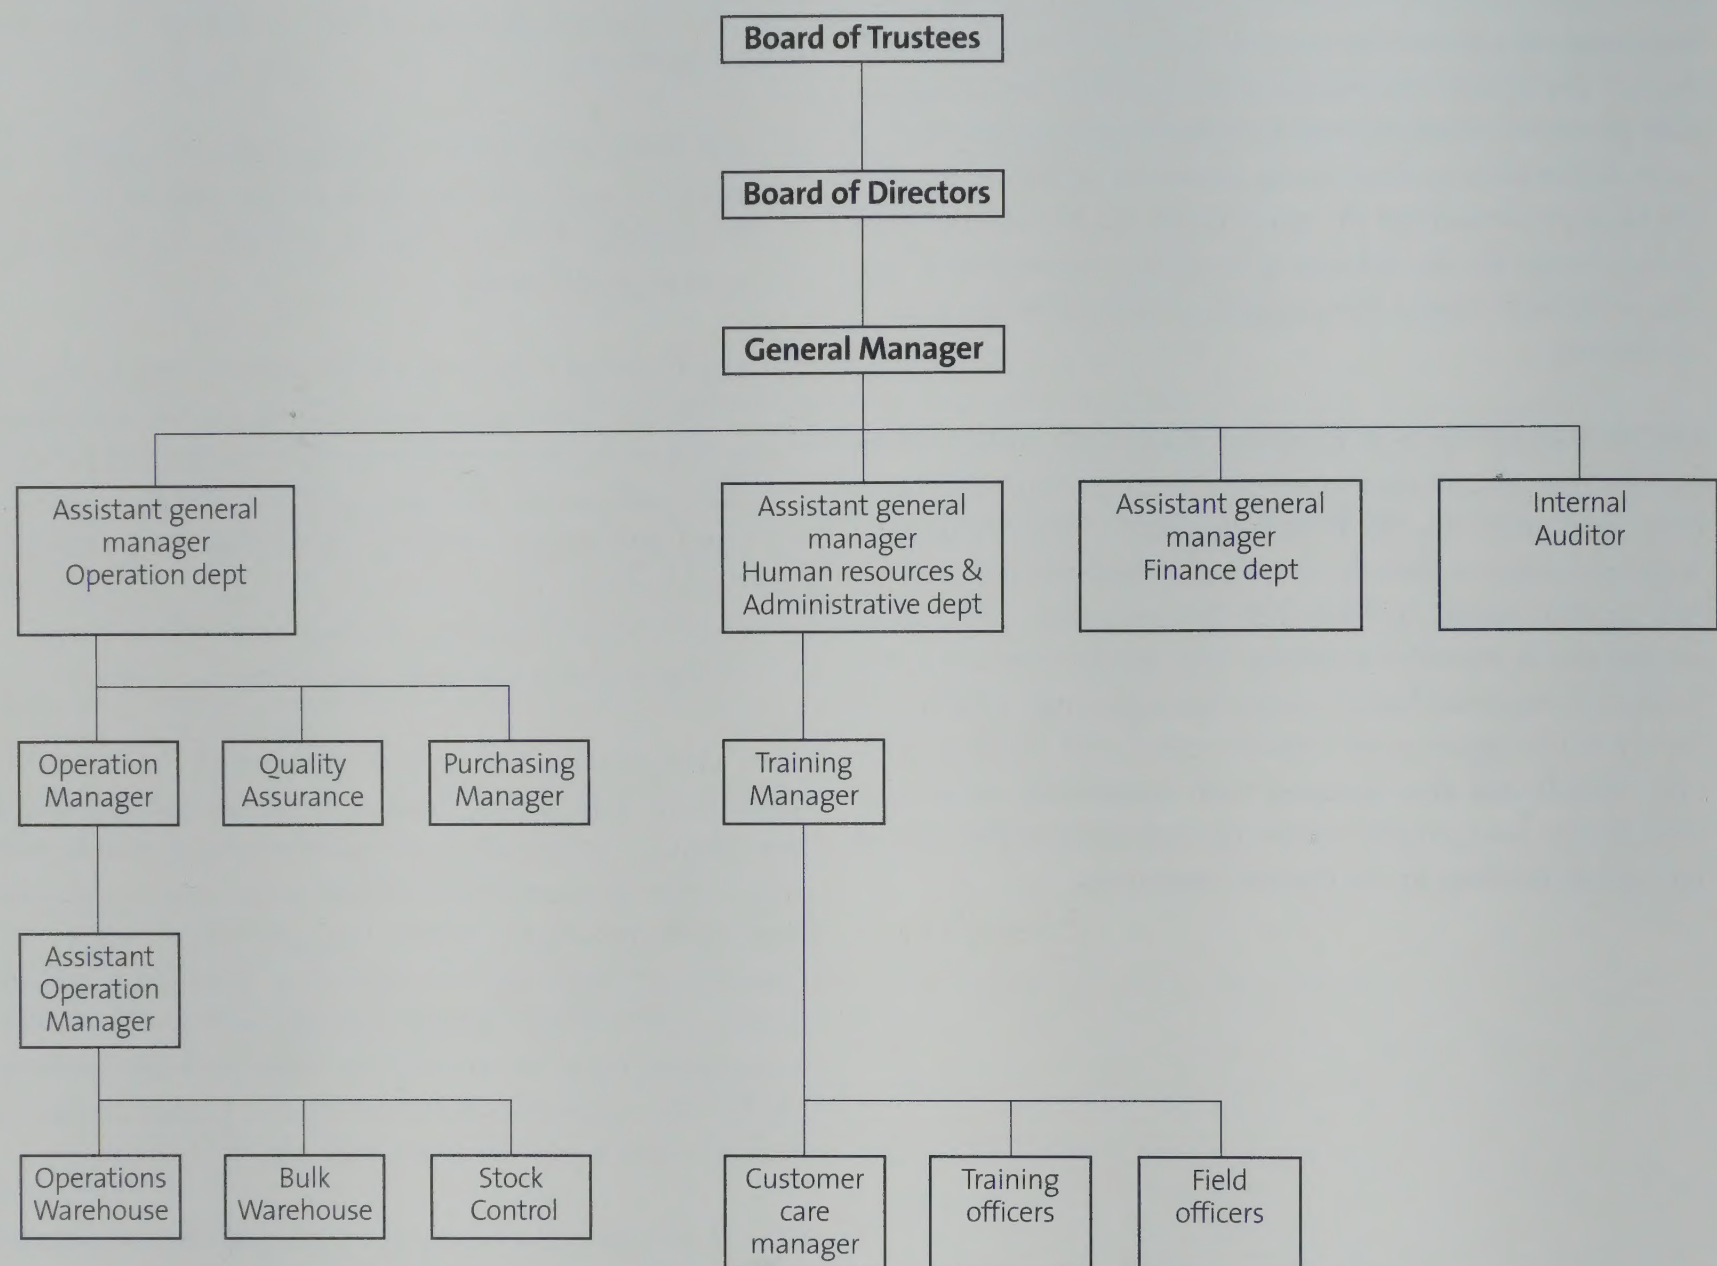 Board of Trustees
Board of Directors
General Manager
Assistant general
manager
Operation dept
Assistant general
manager
Human resources &
Administrative dept
Assistant general
manager
Finance dept
Internal
Auditor
Operation
Manager
Quality
Assurance
Purchasing
Manager
Training
Manager
Assistant
Operation
Manager
Operations
Warehouse
Bulk
Warehouse
Stock
Control
Customer
care
manager
Training
officers
Field
officers